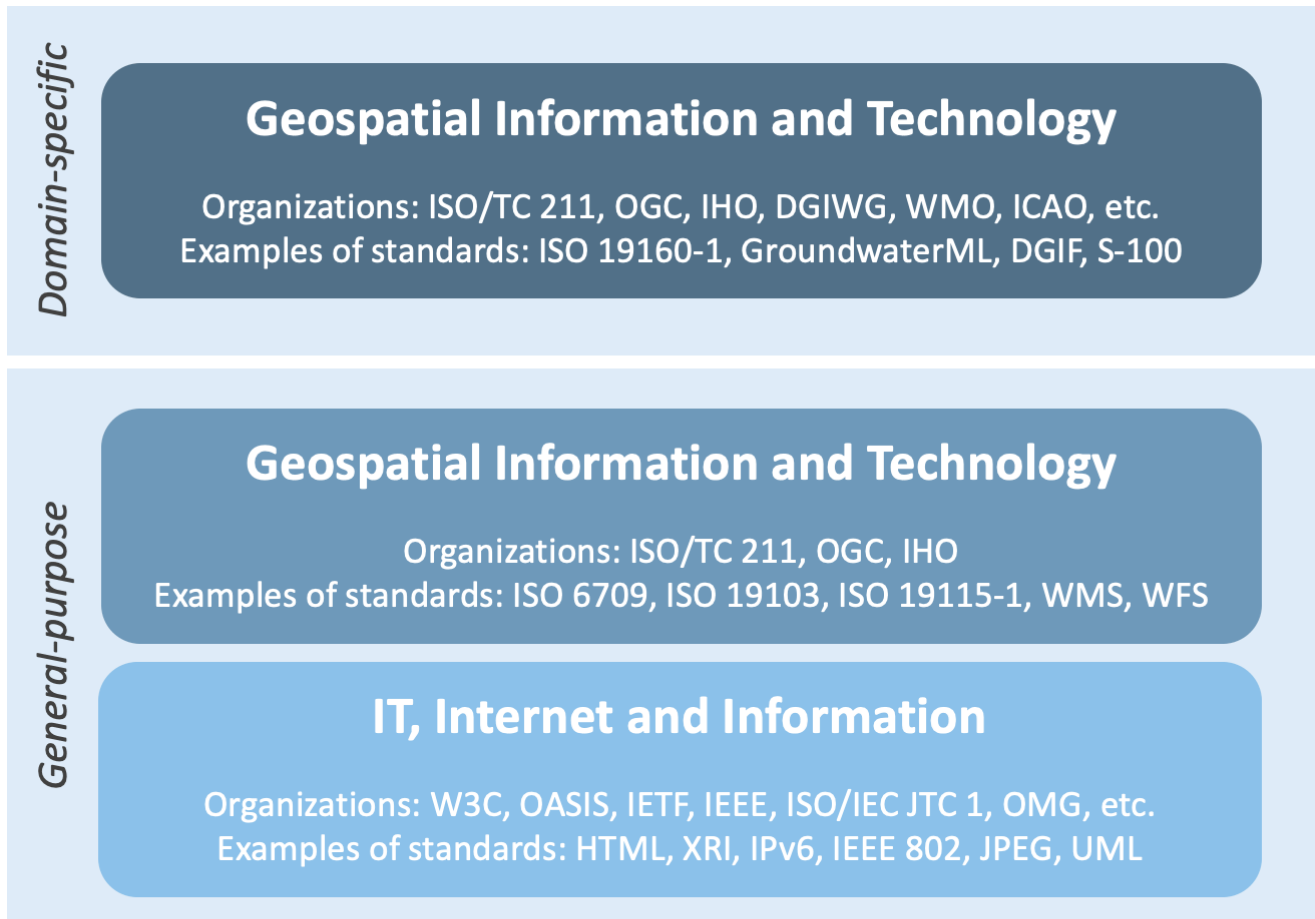 Domain-specific
Geospatial Information and Technology
Organizations: ISO/TC 211, OGC, IHO, DGIWG, WMO, ICAO, etc.
Examples of standards: ISO 19160-1, GroundwaterML, DGIF, S-100
General-purpose
Geospatial Information and Technology
Organizations: ISO/TC 211, OGC, IHO
Examples of standards: ISO 6709, ISO 19103, ISO 19115-1, WMS, WFS
IT, Internet and Information
Organizations: W3C, OASIS, IETF, IEEE, ISO/IEC JTC 1, OMG, etc.
Examples of standards: HTML, XRI, IPv6, IEEE 802, JPEG, UML